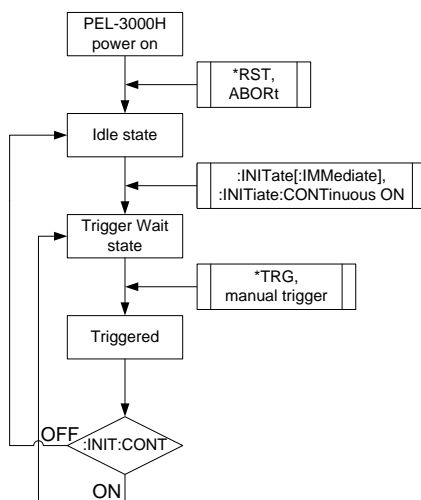 PEL-3000H
power on
*RST,
ABORt
Idle state
:INITate[:IMMediate],
:INITiate:CONTinuous ON
Trigger Wait
state
*TRG,
manual trigger
Triggered
OFF
:INIT:CONT
ON